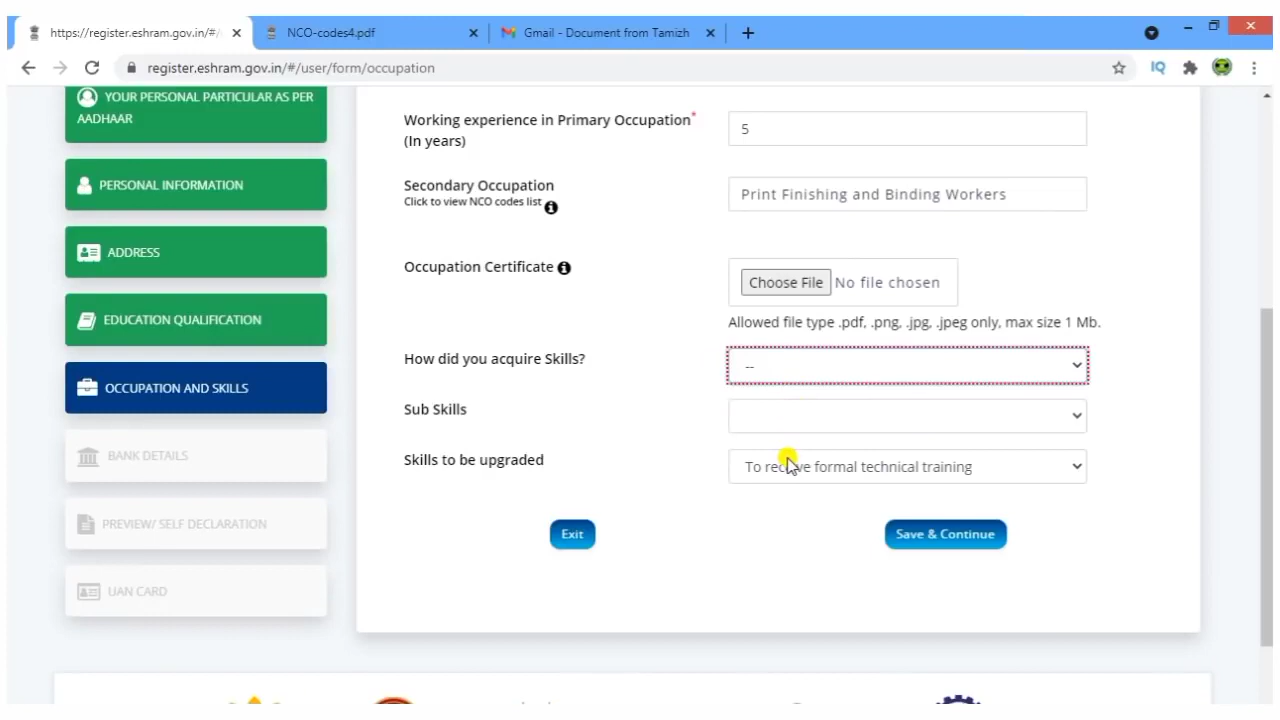 https://register.eshram.gov.in/#/
NCO-codes4.pdf
Gmail - Document from Tamizh
register.eshram.gov.in/#/user/form/occupation
YOUR PERSONAL PARTICULAR AS PER
AADHAAR
PERSONAL INFORMATION
ADDRESS
EDUCATION QUALIFICATION
OCCUPATION AND SKILLS
BANK DETAILS
PREVIEW/ SELF DECLARATION
UAN CARD
Working experience in Primary Occupation*
(In years)
5
Secondary Occupation
Click to view NCO codes list
Print Finishing and Binding Workers
Occupation Certificate
Choose File No file chosen
Allowed file type .pdf, .png, .jpg, .jpeg only, max size 1 Mb.
How did you acquire Skills?
--
Sub Skills
Skills to be upgraded
To receive formal technical training
Exit
Save & Continue
IQ